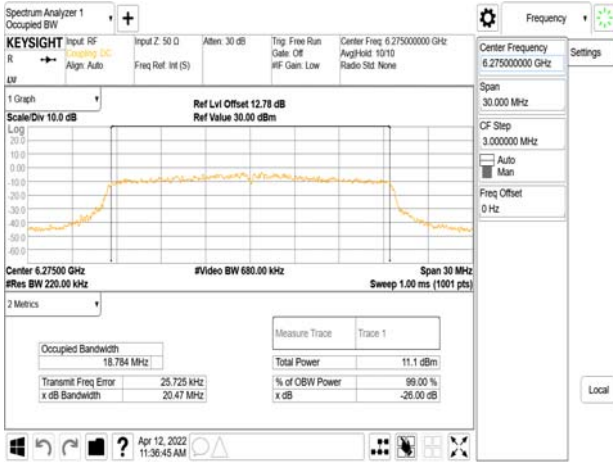 Spectrum Analyzer 1
Occupied BW
+
Frequency
KEYSIGHT
R
Input: RF
Coupling: DC
Align: Auto
Input Z: 50 Ω
Freq Ref: Int (S)
Atten: 30 dB
Trig: Free Run
Gate: Off
#IF Gain: Low
Center Freq: 6.275000000 GHz
Avg|Hold: 10/10
Radio Std: None
Center Frequency
6.275000000 GHz
Settings
Span
30.000 MHz
CF Step
3.000000 MHz
Auto
Man
Freq Offset
0 Hz
Local
1 Graph
Scale/Div 10.0 dB
Ref Lvl Offset 12.78 dB
Ref Value 30.00 dBm
Log
20.0
10.0
0.00
-10.0
-20.0
-30.0
-40.0
-50.0
-60.0
Center 6.27500 GHz
#Res BW 220.00 kHz
#Video BW 680.00 kHz
Span 30 MHz
Sweep 1.00 ms (1001 pts)
2 Metrics
Measure Trace
Trace 1
Occupied Bandwidth
18.784 MHz
Total Power
11.1 dBm
Transmit Freq Error
25.725 kHz
% of OBW Power
99.00 %
x dB Bandwidth
20.47 MHz
x dB
-26.00 dB
?
Apr 12, 2022
11:36:45 AM